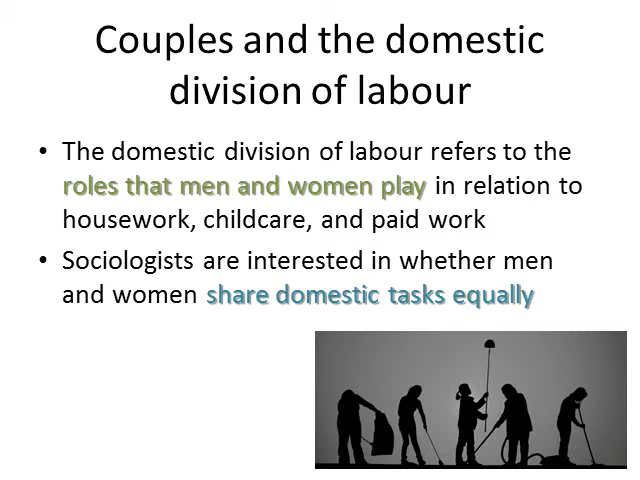 Couples and the domestic
division of labour
• The domestic division of labour refers to the
roles that men and women play in relation to
housework, childcare, and paid work
• Sociologists are interested in whether men
and women share domestic tasks equally